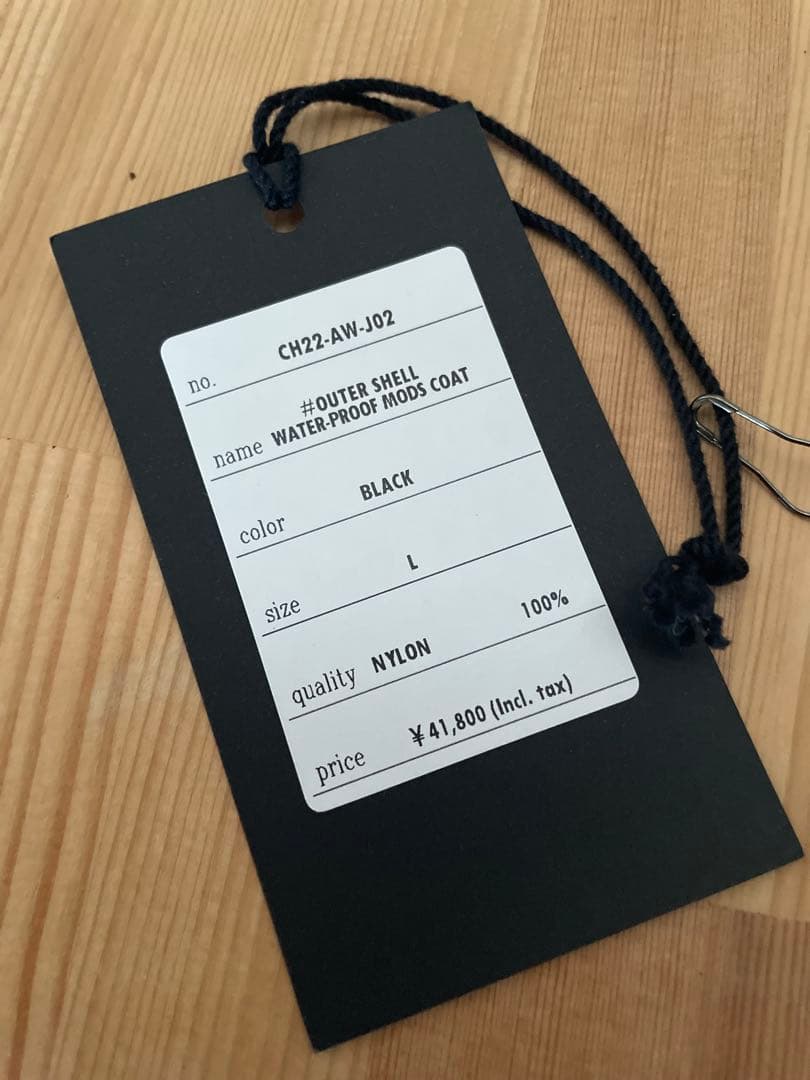 no. CH22-AW-J02
#OUTER SHELL
name WATER-PROOF MODS COAT
color BLACK
size L
quality NYLON 100%
price ¥41,800 (Incl. tax)